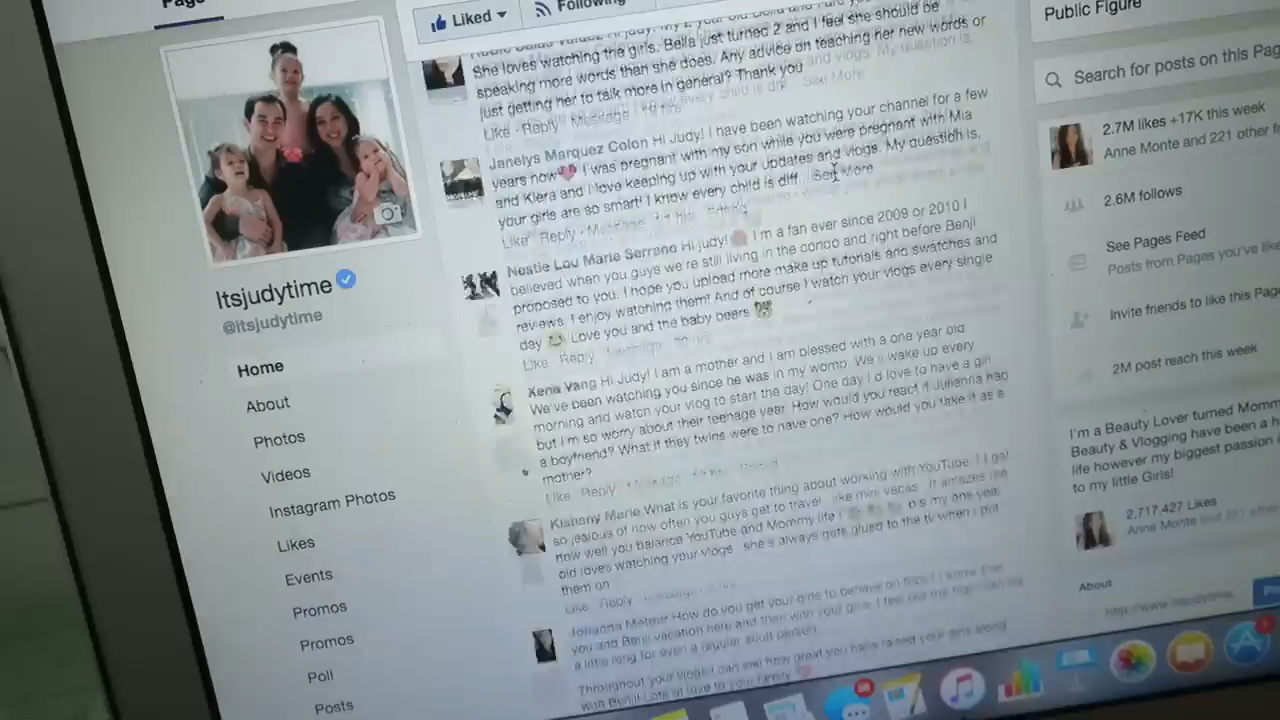 Page
Liked
Following
Itsjudytime
@itsjudytime
Home
About
Photos
Videos
Instagram Photos
Likes
Events
Promos
Promos
Poll
Posts
She loves watching the girls. Bella just turned 2 and I feel she should be
speaking more words than she does. Any advice on teaching her new words or
just getting her to talk more in general? Thank you
Like · Reply · Message
Janelys Marquez Colon Hi Judy! I have been watching your channel for a few
years now💓 I was pregnant with my son while you were pregnant with Mia
and Kiera and I love keeping up with your updates and vlogs. My question is,
your girls are so smart! I know every child is diff... See More
Like · Reply
Nestle Lou Marie Serrano Hi judy! I'm a fan ever since 2009 or 2010 I
believed when you guys we're still living in the condo and right before Benji
proposed to you. I hope you upload more make up tutorials and swatches and
reviews. I enjoy watching them! And of course I watch your vlogs every single
day Love you and the baby bears
Like · Reply
Xena Vang Hi Judy! I am a mother and I am blessed with a one year old
We've been watching you since he was in my womb. We'll wake up every
morning and watch your vlog to start the day! One day I'd love to have a girl
but I'm so worry about their teenage year. How would you react if Julianna had
a boyfriend? What if they twins were to have one? How would you take it as a
mother?
Like · Reply
Kishany Marie What is your favorite thing about working with YouTube ? I get
so jealous of how often you guys get to travel like mini vacas It amazes me
how well you balance YouTube and Mommy life ! p.s my one year
old loves watching your vlogs she's always gets glued to the tv when i put
them on
Like · Reply
How do you get your girls to behave on trips?
you and Benji vacation here and then with your girls I feel
a little long for even a regular adult person.
Throughout your vlogs I can see how great you have raised your girls along
with Benji! Lots of love to your family
Public Figure
Search for posts on this Pag
2.7M likes +17K this week
Anne Monte and 221 other f
2.6M follows
See Pages Feed
Posts from Pages you've like
Invite friends to like this Pag
2M post reach this week
I'm a Beauty Lover turned Momm
Beauty & Vlogging have been a h
life however my biggest passion i
to my little Girls!
2,717,427 Likes
Anne Monte and
About